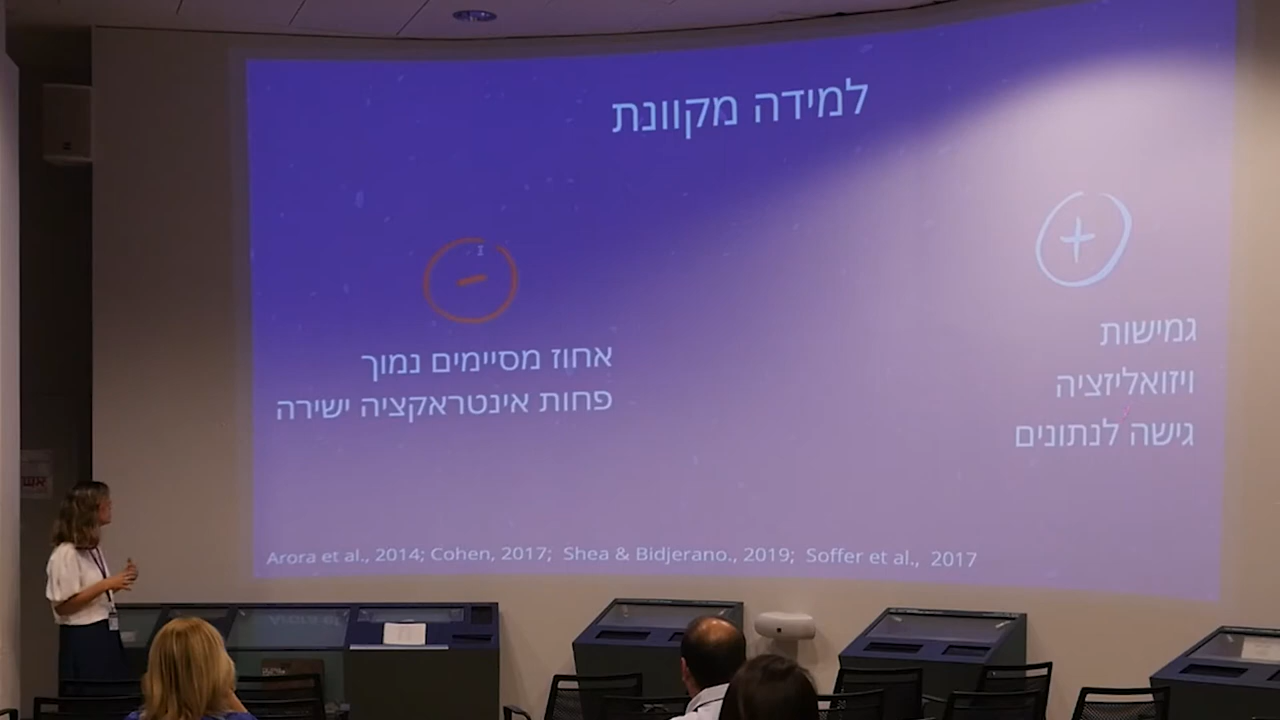 למידה מקוונת
גמישות
ויזואליזציה
גישה לנתונים
אחוז מסיימים נמוך
פחות אינטראקציה ישירה
Arora et al., 2014; Cohen, 2017; Shea & Bidjerano., 2019; Soffer et al., 2017